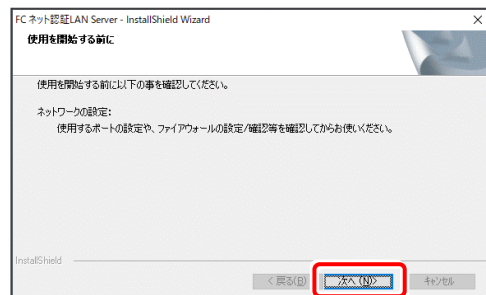 FC ネット認証LAN Server - InstallShield Wizard
使用を開始する前に
使用を開始する前に以下の事を確認してください。
ネットワークの設定:
使用するポートの設定や、ファイアウォールの設定/確認等を確認してからお使いください。
InstallShield
< 戻る(B)
次へ (N)>
キャンセル